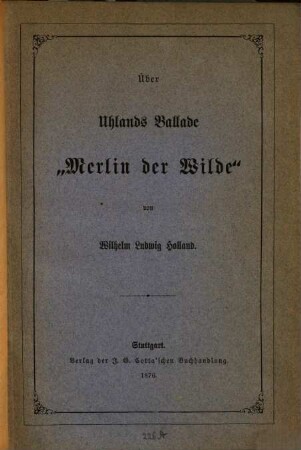 Über
Uhlands Ballade
„Merlin der Wilde“
von
Wilhelm Ludwig Holland.
Stuttgart.
Verlag der J. G. Cotta'schen Buchhandlung.
1876.